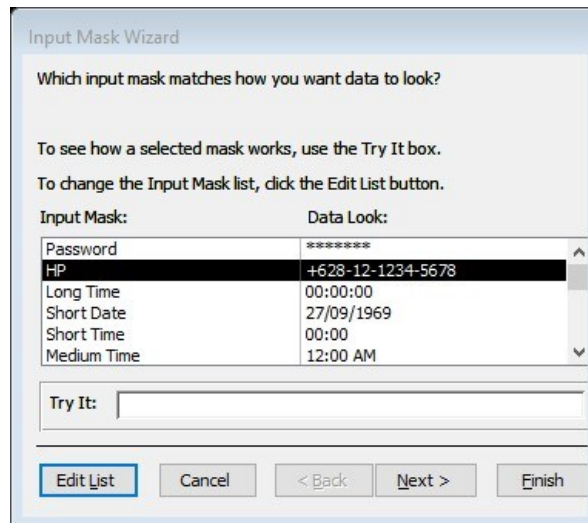 Input Mask Wizard
Which input mask matches how you want data to look?
To see how a selected mask works, use the Try It box.
To change the Input Mask list, click the Edit List button.
Input Mask: Data Look:
Password *******
HP +628-12-1234-5678
Long Time 00:00:00
Short Date 27/09/1969
Short Time 00:00
Medium Time 12:00 AM
Try It:
Edit List Cancel < Back Next > Finish